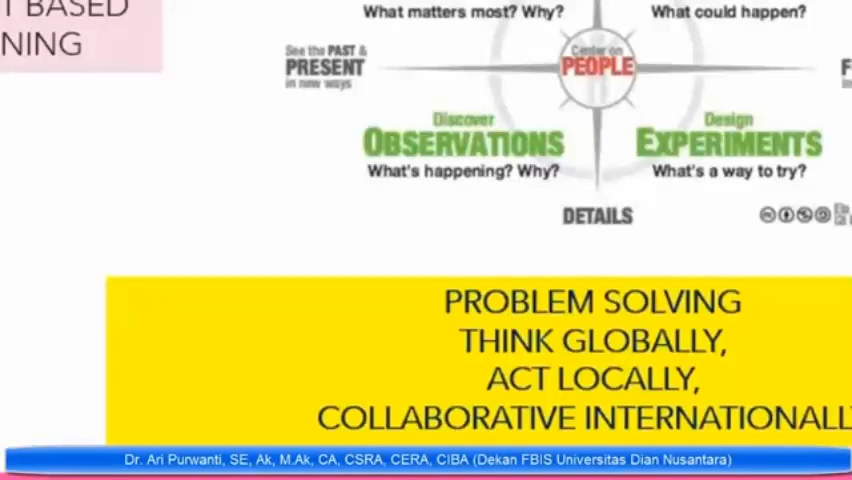 T BASED
NING
What matters most? Why?
What could happen?
See the PAST &
PRESENT
in new ways
Center on
PEOPLE
Discover
OBSERVATIONS
What's happening? Why?
Design
EXPERIMENTS
What's a way to try?
DETAILS
PROBLEM SOLVING
THINK GLOBALLY,
ACT LOCALLY,
COLLABORATIVE INTERNATIONALL
Dr. Ari Purwanti, SE, Ak, M.Ak, CA, CSRA, CERA, CIBA (Dekan FBIS Universitas Dian Nusantara)